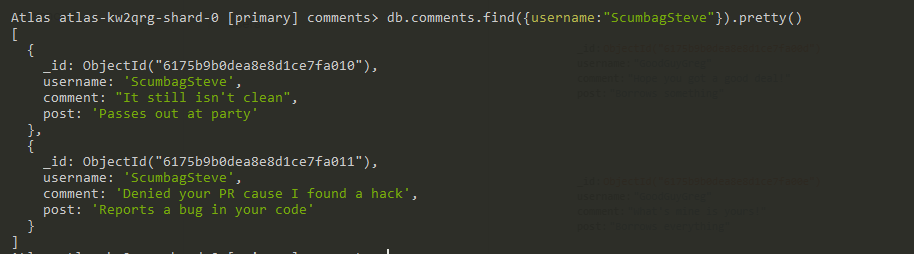 Atlas atlas-kw2qrg-shard-0 [primary] comments> db.comments.find({username:"ScumbagSteve"}).pretty()
[
  {
    _id: ObjectId("6175b9b0dea8e8d1ce7fa010"),
    username: 'ScumbagSteve',
    comment: "It still isn't clean",
    post: 'Passes out at party'
  },
  {
    _id: ObjectId("6175b9b0dea8e8d1ce7fa011"),
    username: 'ScumbagSteve',
    comment: 'Denied your PR cause I found a hack',
    post: 'Reports a bug in your code'
  }
]